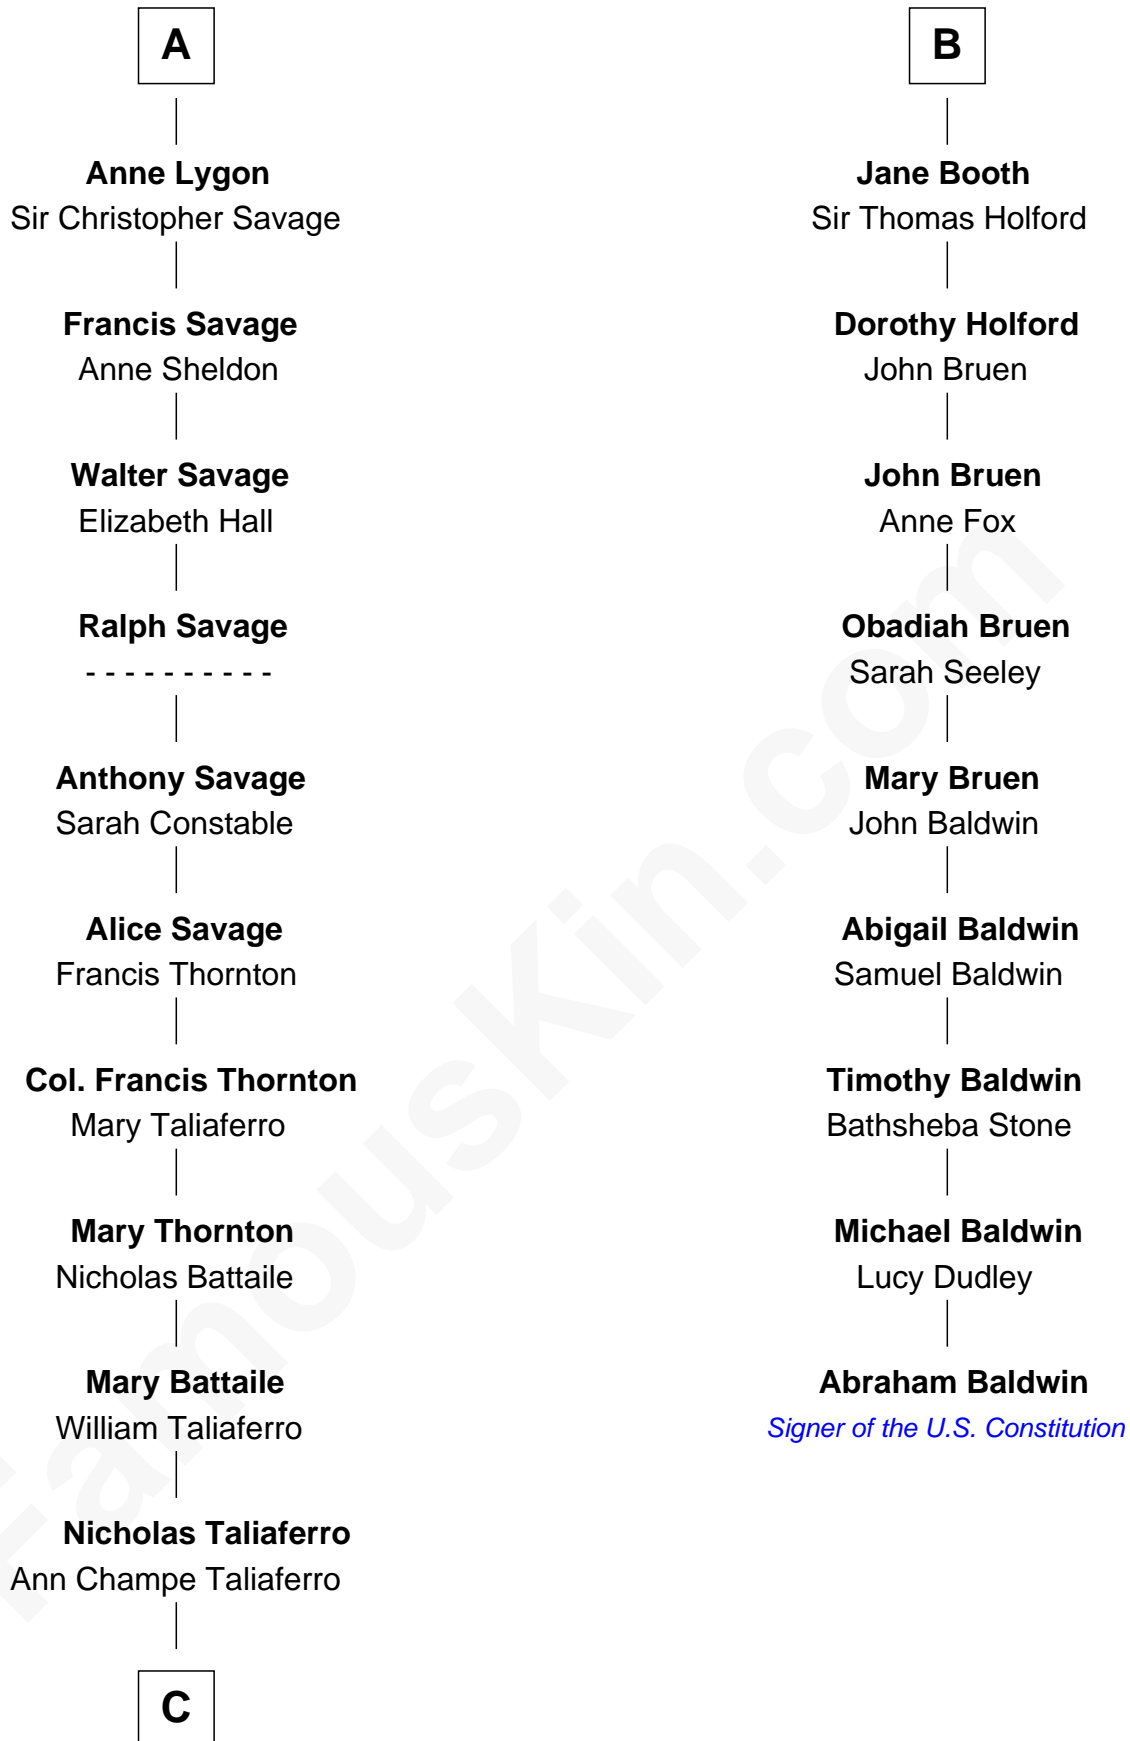 A
Anne Lygon
Sir Christopher Savage
Francis Savage
Anne Sheldon
Walter Savage
Elizabeth Hall
Ralph Savage
- - - - - - - - - -
Anthony Savage
Sarah Constable
Alice Savage
Francis Thornton
Col. Francis Thornton
Mary Taliaferro
Mary Thornton
Nicholas Battaile
Mary Battaile
William Taliaferro
Nicholas Taliaferro
Ann Champe Taliaferro
C
B
Jane Booth
Sir Thomas Holford
Dorothy Holford
John Bruen
John Bruen
Anne Fox
Obadiah Bruen
Sarah Seeley
Mary Bruen
John Baldwin
Abigail Baldwin
Samuel Baldwin
Timothy Baldwin
Bathsheba Stone
Michael Baldwin
Lucy Dudley
Abraham Baldwin
Signer of the U.S. Constitution
FamousKin.com